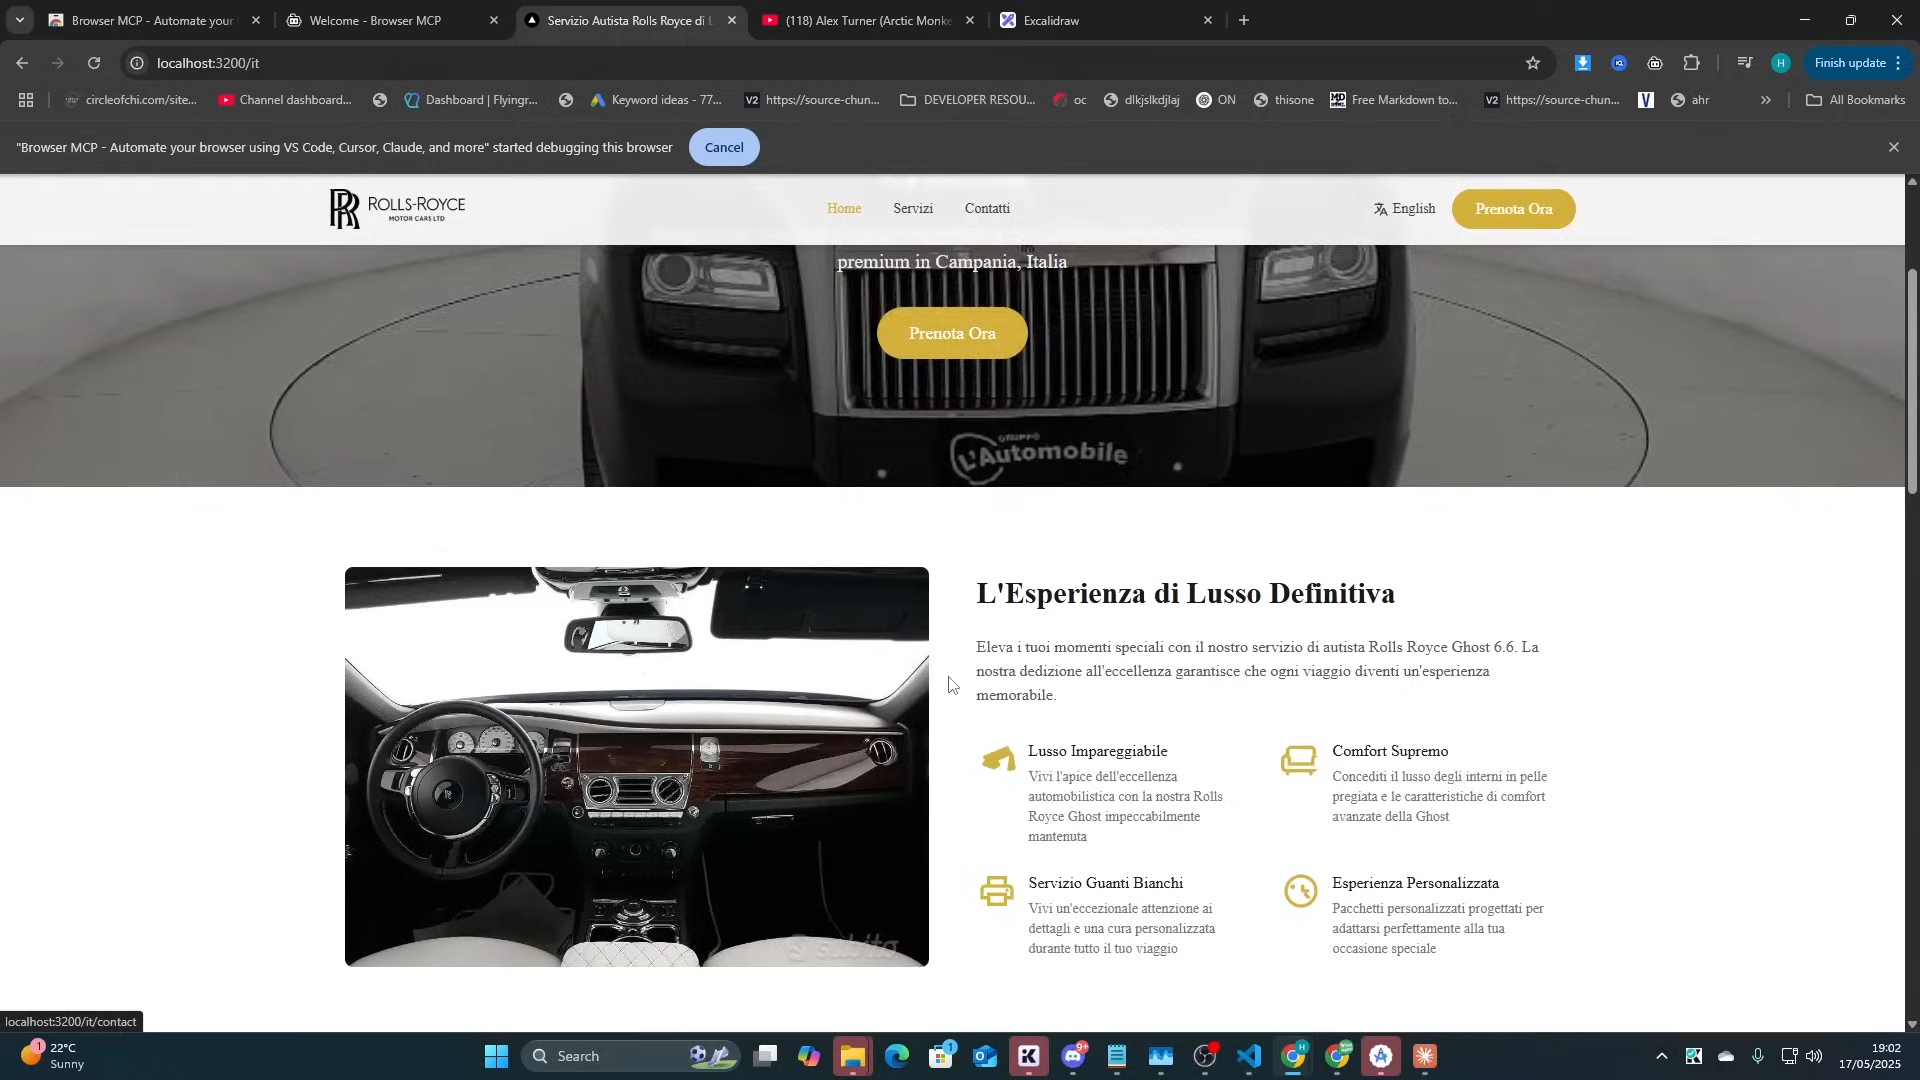 Browser MCP - Automate your
Welcome - Browser MCP
Servizio Autista Rolls Royce di L
(118) Alex Turner (Arctic Monke
Excalidraw
localhost:3200/it
H
Finish update
circleofchi.com/site...
Channel dashboard...
Dashboard | Flyingr...
Keyword ideas - 77...
V2 https://source-chun...
DEVELOPER RESOU...
oc
dlkjslkdjlaj
ON
thisone
Free Markdown to...
V2 https://source-chun...
V
ahr
All Bookmarks
"Browser MCP - Automate your browser using VS Code, Cursor, Claude, and more" started debugging this browser
Cancel
ROLLS-ROYCE
MOTOR CARS LTD
Home
Servizi
Contatti
English
Prenota Ora
premium in Campania, Italia
Prenota Ora
GRUPPO
L'Automobile
L'Esperienza di Lusso Definitiva
Eleva i tuoi momenti speciali con il nostro servizio di autista Rolls Royce Ghost 6.6. La
nostra dedizione all'eccellenza garantisce che ogni viaggio diventi un'esperienza
memorabile.
Lusso Impareggiabile
Vivi l'apice dell'eccellenza
automobilistica con la nostra Rolls
Royce Ghost impeccabilmente
mantenuta
Comfort Supremo
Concediti il lusso degli interni in pelle
pregiata e le caratteristiche di comfort
avanzate della Ghost
Servizio Guanti Bianchi
Vivi un'eccezionale attenzione ai
dettagli e una cura personalizzata
durante tutto il tuo viaggio
Esperienza Personalizzata
Pacchetti personalizzati progettati per
adattarsi perfettamente alla tua
occasione speciale
subito
localhost:3200/it/contact
22°C
Sunny
Search
19:02
17/05/2025